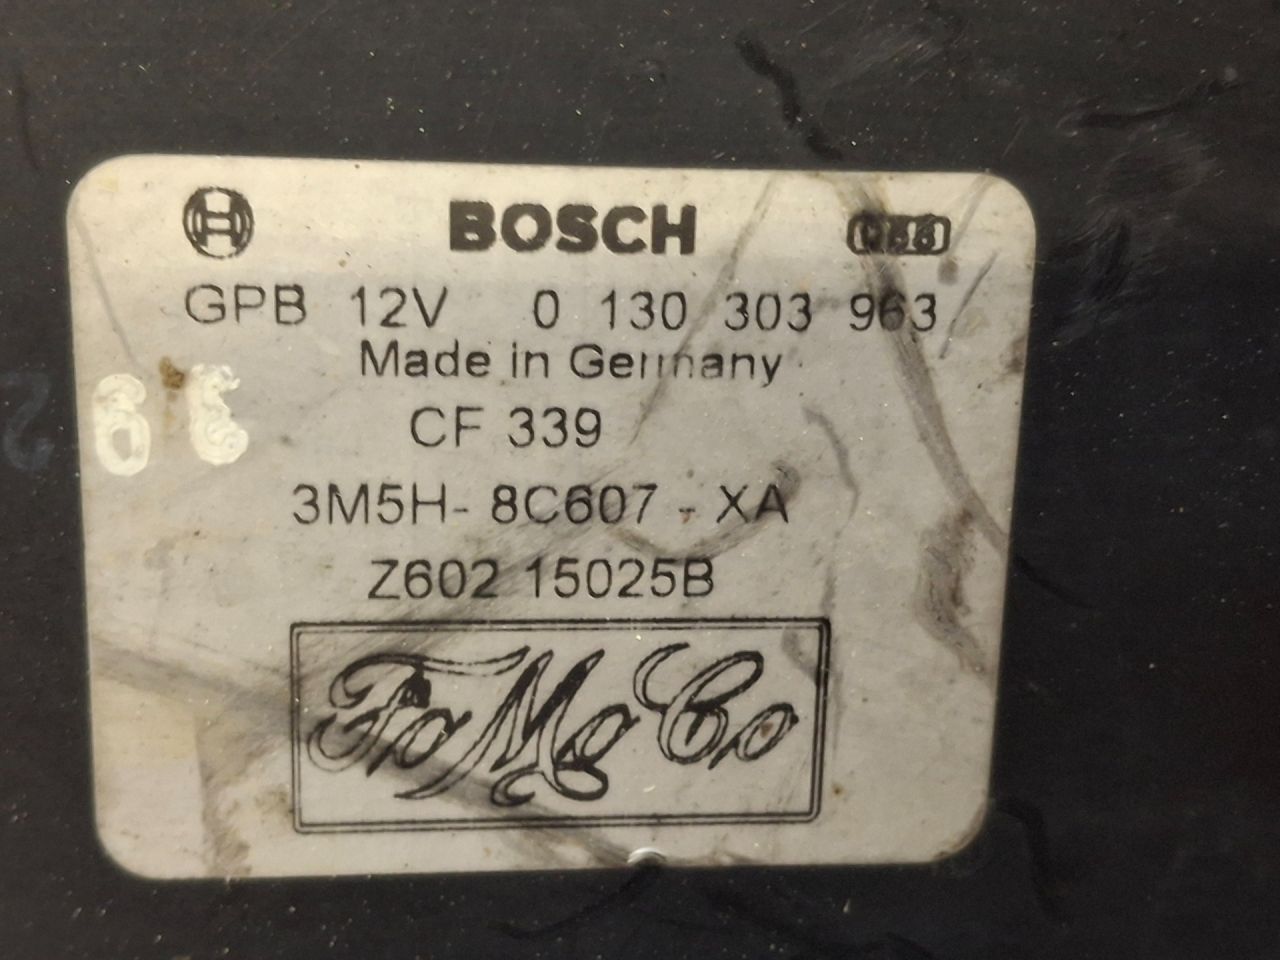 BOSCH
GPB 12V 0 130 303 963
Made in Germany
CF 339
3M5H- 8C607 - XA
Z602 15025B
FoMoCo